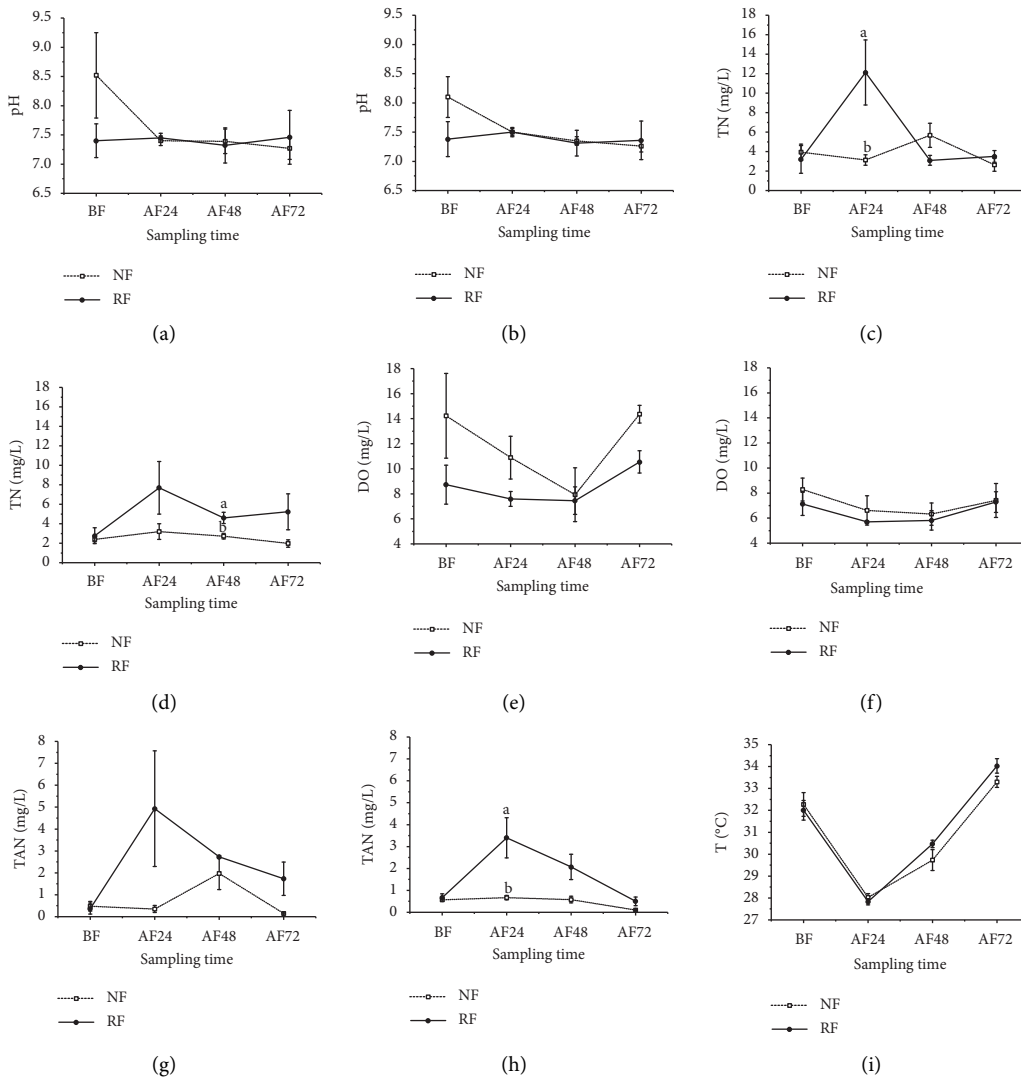 9.5
9.0
8.5
8.0
7.5
7.0
6.5
pH
BF
AF24
AF48
AF72
Sampling time
NF
RF
(a)
9.5
9.0
8.5
8.0
7.5
7.0
6.5
pH
BF
AF24
AF48
AF72
Sampling time
NF
RF
(b)
18
16
14
12
10
8
6
4
2
0
TN (mg/L)
a
b
BF
AF24
AF48
AF72
Sampling time
NF
RF
(c)
18
16
14
12
10
8
6
4
2
0
TN (mg/L)
a
b
BF
AF24
AF48
AF72
Sampling time
NF
RF
(d)
18
16
14
12
10
8
6
4
DO (mg/L)
BF
AF24
AF48
AF72
Sampling time
NF
RF
(e)
18
16
14
12
10
8
6
4
DO (mg/L)
BF
AF24
AF48
AF72
Sampling time
NF
RF
(f)
8
7
6
5
4
3
2
1
0
TAN (mg/L)
BF
AF24
AF48
AF72
Sampling time
NF
RF
(g)
8
7
6
5
4
3
2
1
0
TAN (mg/L)
a
b
BF
AF24
AF48
AF72
Sampling time
NF
RF
(h)
35
34
33
32
31
30
29
28
27
T (°C)
BF
AF24
AF48
AF72
Sampling time
NF
RF
(i)